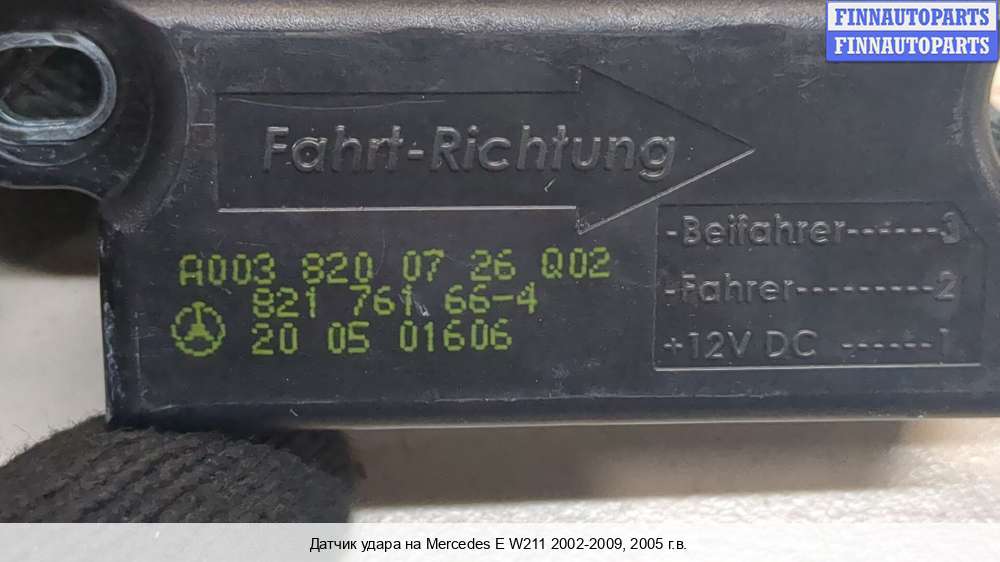 FINNAUTOPARTS
FINNAUTOPARTS
Fahrt-Richtung
-Beifahrer------3
-Fahrer---------2
+12V DC ------1
A003 820 07 26 Q02
821 761 66-4
20 05 01606
Датчик удара на Mercedes E W211 2002-2009, 2005 г.в.